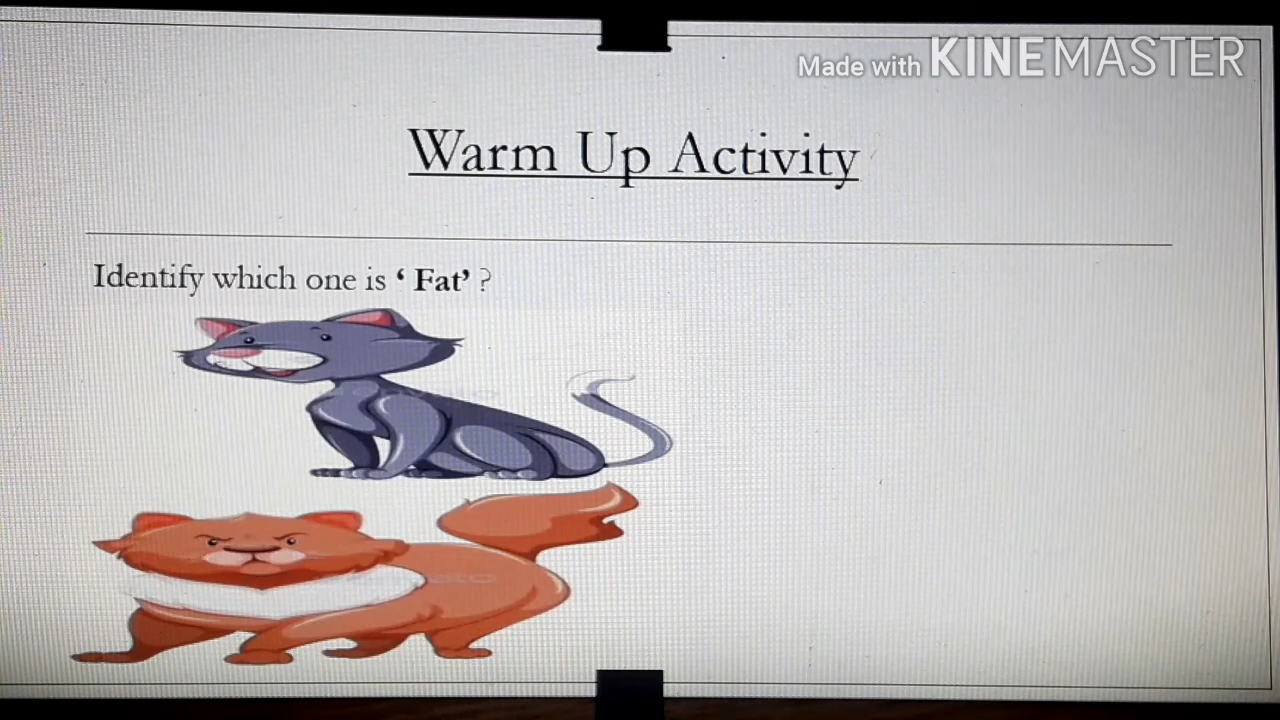 Made with KINEMASTER
Warm Up Activity
Identify which one is ‘ Fat’ ?